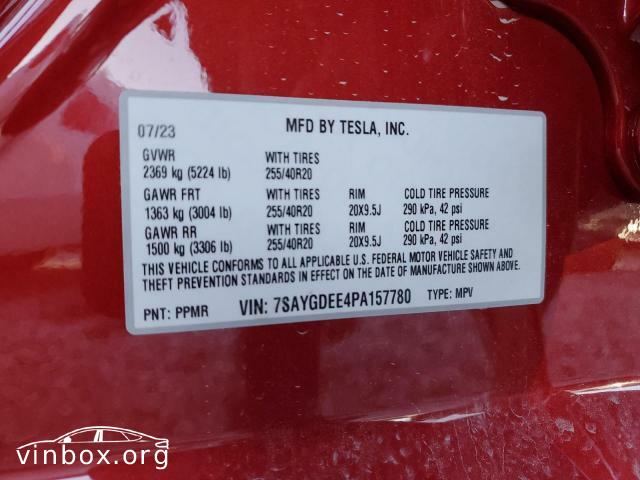 07/23 MFD BY TESLA, INC.
GVWR WITH TIRES
2369 kg (5224 lb) 255/40R20
GAWR FRT WITH TIRES RIM COLD TIRE PRESSURE
1363 kg (3004 lb) 255/40R20 20X9.5J 290 kPa, 42 psi
GAWR RR WITH TIRES RIM COLD TIRE PRESSURE
1500 kg (3306 lb) 255/40R20 20X9.5J 290 kPa, 42 psi
THIS VEHICLE CONFORMS TO ALL APPLICABLE U.S. FEDERAL MOTOR VEHICLE SAFETY AND
THEFT PREVENTION STANDARDS IN EFFECT ON THE DATE OF MANUFACTURE SHOWN ABOVE.
PNT: PPMR VIN: 7SAYGDEE4PA157780 TYPE: MPV
vinbox.org